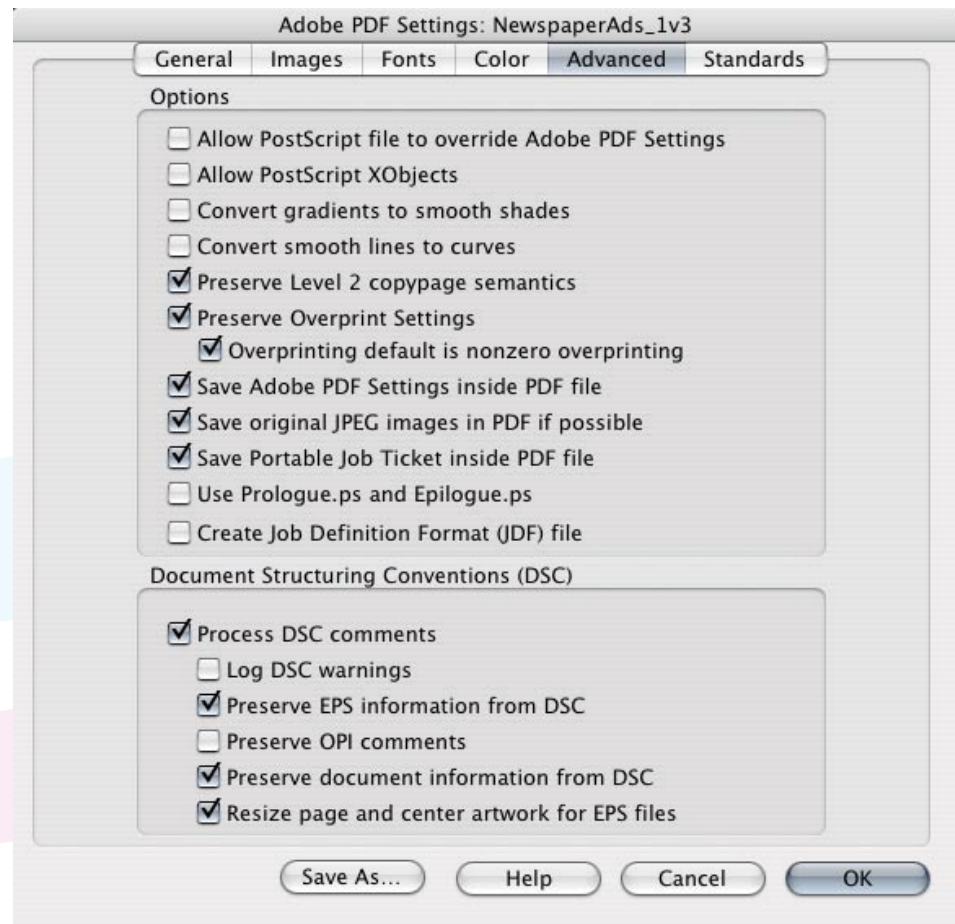 Adobe PDF Settings: NewspaperAds_1v3
General Images Fonts Color Advanced Standards
Options
Allow PostScript file to override Adobe PDF Settings
Allow PostScript XObjects
Convert gradients to smooth shades
Convert smooth lines to curves
Preserve Level 2 copypage semantics
Preserve Overprint Settings
Overprinting default is nonzero overprinting
Save Adobe PDF Settings inside PDF file
Save original JPEG images in PDF if possible
Save Portable Job Ticket inside PDF file
Use Prologue.ps and Epilogue.ps
Create Job Definition Format (JDF) file
Document Structuring Conventions (DSC)
Process DSC comments
Log DSC warnings
Preserve EPS information from DSC
Preserve OPI comments
Preserve document information from DSC
Resize page and center artwork for EPS files
Save As... Help Cancel OK